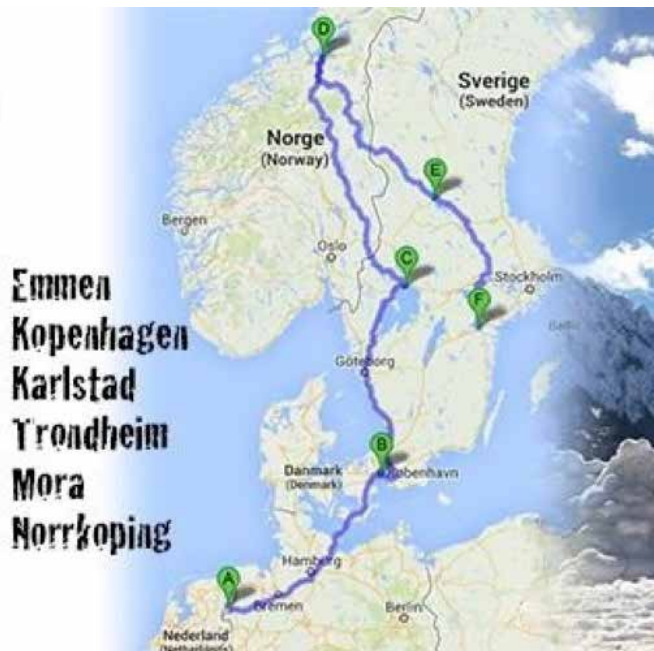 D
Sverige
(Sweden)
Norge
(Norway)
E
Bergen
Oslo
C
Stockholm
F
Emmen
Kopenhagen
Karlstad
Trondheim
Mora
Norrkoping
Göteborg
B
København
Danmark
(Denmark)
Hamburg
A
Bremen
Berlin
Nederland
(Netherlands)